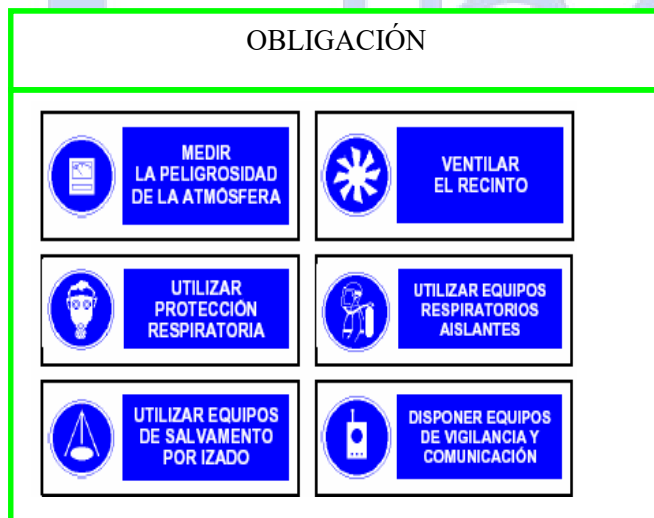 OBLIGACIÓN
MEDIR
LA PELIGROSIDAD
DE LA ATMÓSFERA
VENTILAR
EL RECINTO
UTILIZAR
PROTECCIÓN
RESPIRATORIA
UTILIZAR EQUIPOS
RESPIRATORIOS
AISLANTES
UTILIZAR EQUIPOS
DE SALVAMENTO
POR IZADO
DISPONER EQUIPOS
DE VIGILANCIA Y
COMUNICACIÓN